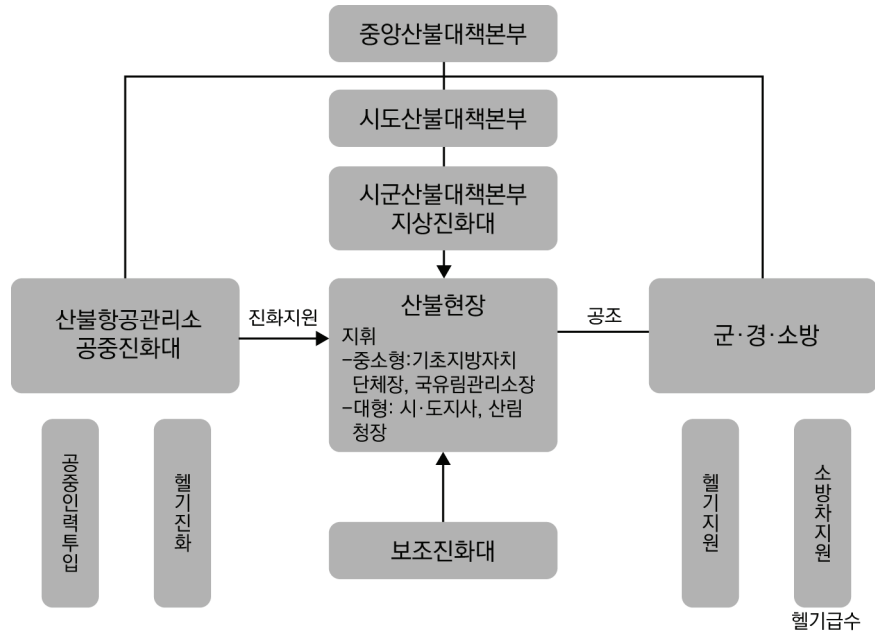 중앙산불대책본부
시도산불대책본부
시군산불대책본부
지상진화대
산불항공관리소
공중진화대
진화지원
산불현장
지휘
-중소형:기초지방자치
단체장, 국유림관리소장
-대형: 시·도지사, 산림
청장
공조
군·경·소방
공중인력투입
헬기진화
보조진화대
헬기지원
소방차지원
헬기급수